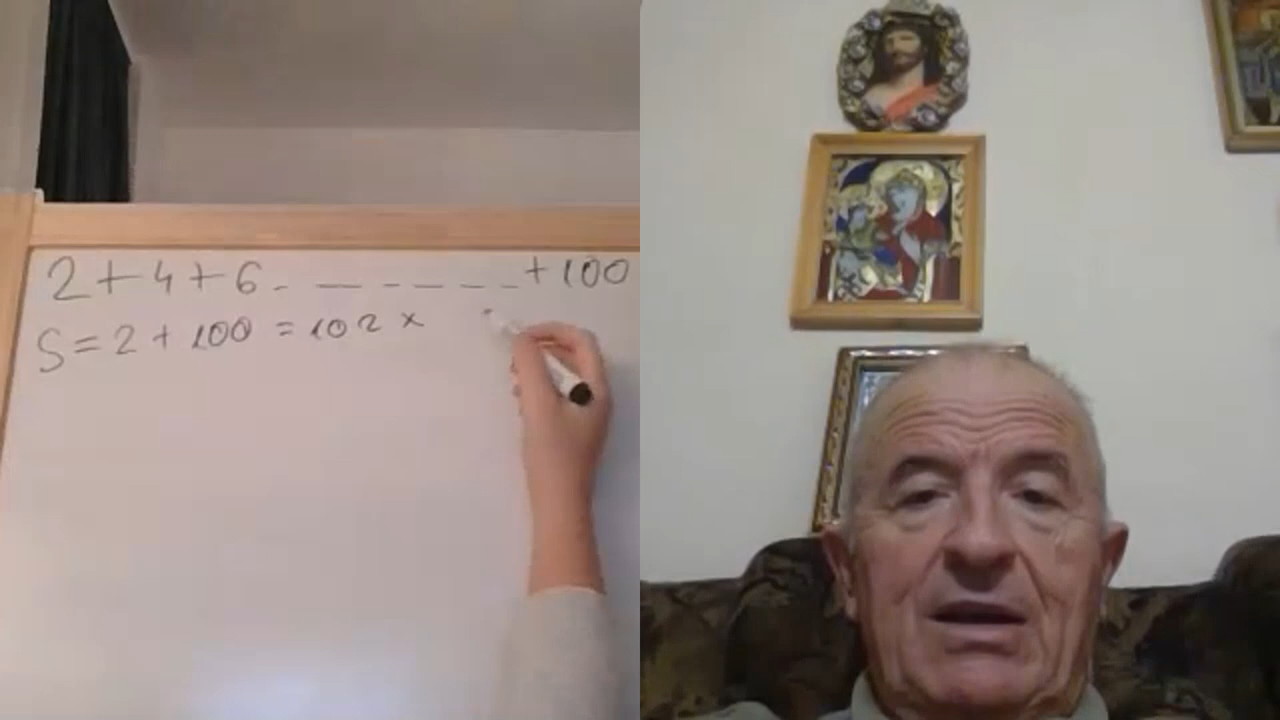 2+4+6. — - - - - +100
S=2+100=102×